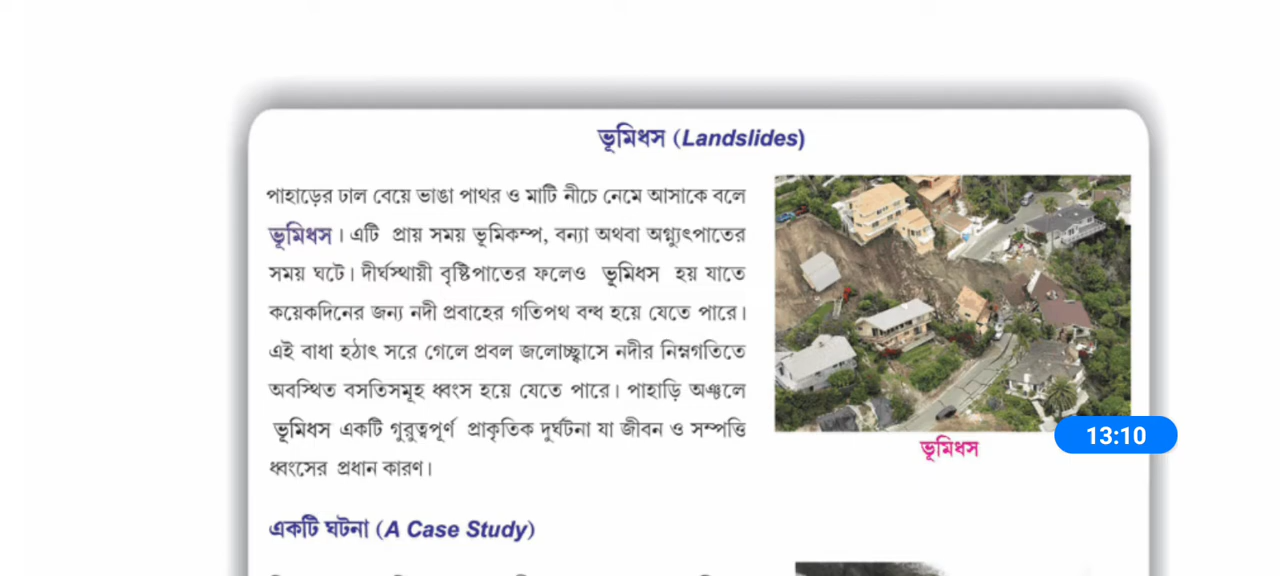 ভূমিধস (Landslides)
পাহাড়ের ঢাল বেয়ে ভাঙা পাথর ও মাটি নীচে নেমে আসাকে বলে
ভূমিধস। এটি প্রায় সময় ভূমিকম্প, বন্যা অথবা অগ্ন্যুৎপাতের
সময় ঘটে। দীর্ঘস্থায়ী বৃষ্টিপাতের ফলেও ভূমিধস হয় যাতে
কয়েকদিনের জন্য নদী প্রবাহের গতিপথ বন্ধ হয়ে যেতে পারে।
এই বাধা হঠাৎ সরে গেলে প্রবল জলোচ্ছ্বাসে নদীর নিম্নগতিতে
অবস্থিত বসতিসমূহ ধ্বংস হয়ে যেতে পারে। পাহাড়ি অঞ্চলে
ভূমিধস একটি গুরুত্বপূর্ণ প্রাকৃতিক দুর্ঘটনা যা জীবন ও সম্পত্তি
ধ্বংসের প্রধান কারণ।
ভূমিধস
13:10
একটি ঘটনা (A Case Study)